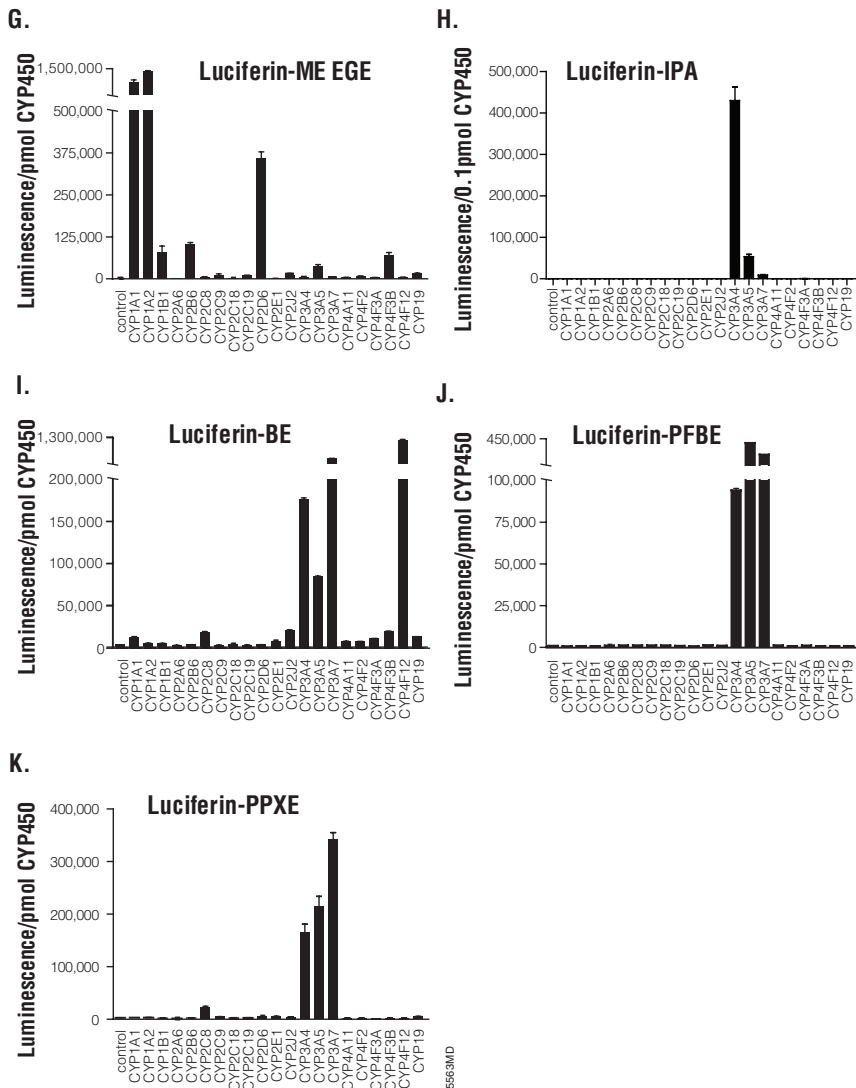 G.
Luciferin-ME EGE
Luminescence/pmol CYP450
1,500,000
500,000
375,000
250,000
125,000
0
control
CYP1A1
CYP1A2
CYP1B1
CYP2A6
CYP2B6
CYP2C8
CYP2C9
CYP2C18
CYP2C19
CYP2D6
CYP2E1
CYP2J2
CYP3A4
CYP3A5
CYP3A7
CYP4A11
CYP4F2
CYP4F3A
CYP4F3B
CYP4F12
CYP19
H.
Luciferin-IPA
Luminescence/0.1pmol CYP450
500,000
400,000
300,000
200,000
100,000
0
control
CYP1A1
CYP1A2
CYP1B1
CYP2A6
CYP2B6
CYP2C8
CYP2C9
CYP2C18
CYP2C19
CYP2D6
CYP2E1
CYP2J2
CYP3A4
CYP3A5
CYP3A7
CYP4A11
CYP4F2
CYP4F3A
CYP4F3B
CYP4F12
CYP19
I.
Luciferin-BE
Luminescence/pmol CYP450
1,300,000
200,000
150,000
100,000
50,000
0
control
CYP1A1
CYP1A2
CYP1B1
CYP2A6
CYP2B6
CYP2C8
CYP2C9
CYP2C18
CYP2C19
CYP2D6
CYP2E1
CYP2J2
CYP3A4
CYP3A5
CYP3A7
CYP4A11
CYP4F2
CYP4F3A
CYP4F3B
CYP4F12
CYP19
J.
Luciferin-PFBE
Luminescence/pmol CYP450
450,000
100,000
75,000
50,000
25,000
0
control
CYP1A1
CYP1A2
CYP1B1
CYP2A6
CYP2B6
CYP2C8
CYP2C9
CYP2C18
CYP2C19
CYP2D6
CYP2E1
CYP2J2
CYP3A4
CYP3A5
CYP3A7
CYP4A11
CYP4F2
CYP4F3A
CYP4F3B
CYP4F12
CYP19
K.
Luciferin-PPXE
Luminescence/pmol CYP450
400,000
300,000
200,000
100,000
0
control
CYP1A1
CYP1A2
CYP1B1
CYP2A6
CYP2B6
CYP2C8
CYP2C9
CYP2C18
CYP2C19
CYP2D6
CYP2E1
CYP2J2
CYP3A4
CYP3A5
CYP3A7
CYP4A11
CYP4F2
CYP4F3A
CYP4F3B
CYP4F12
CYP19
5563MD